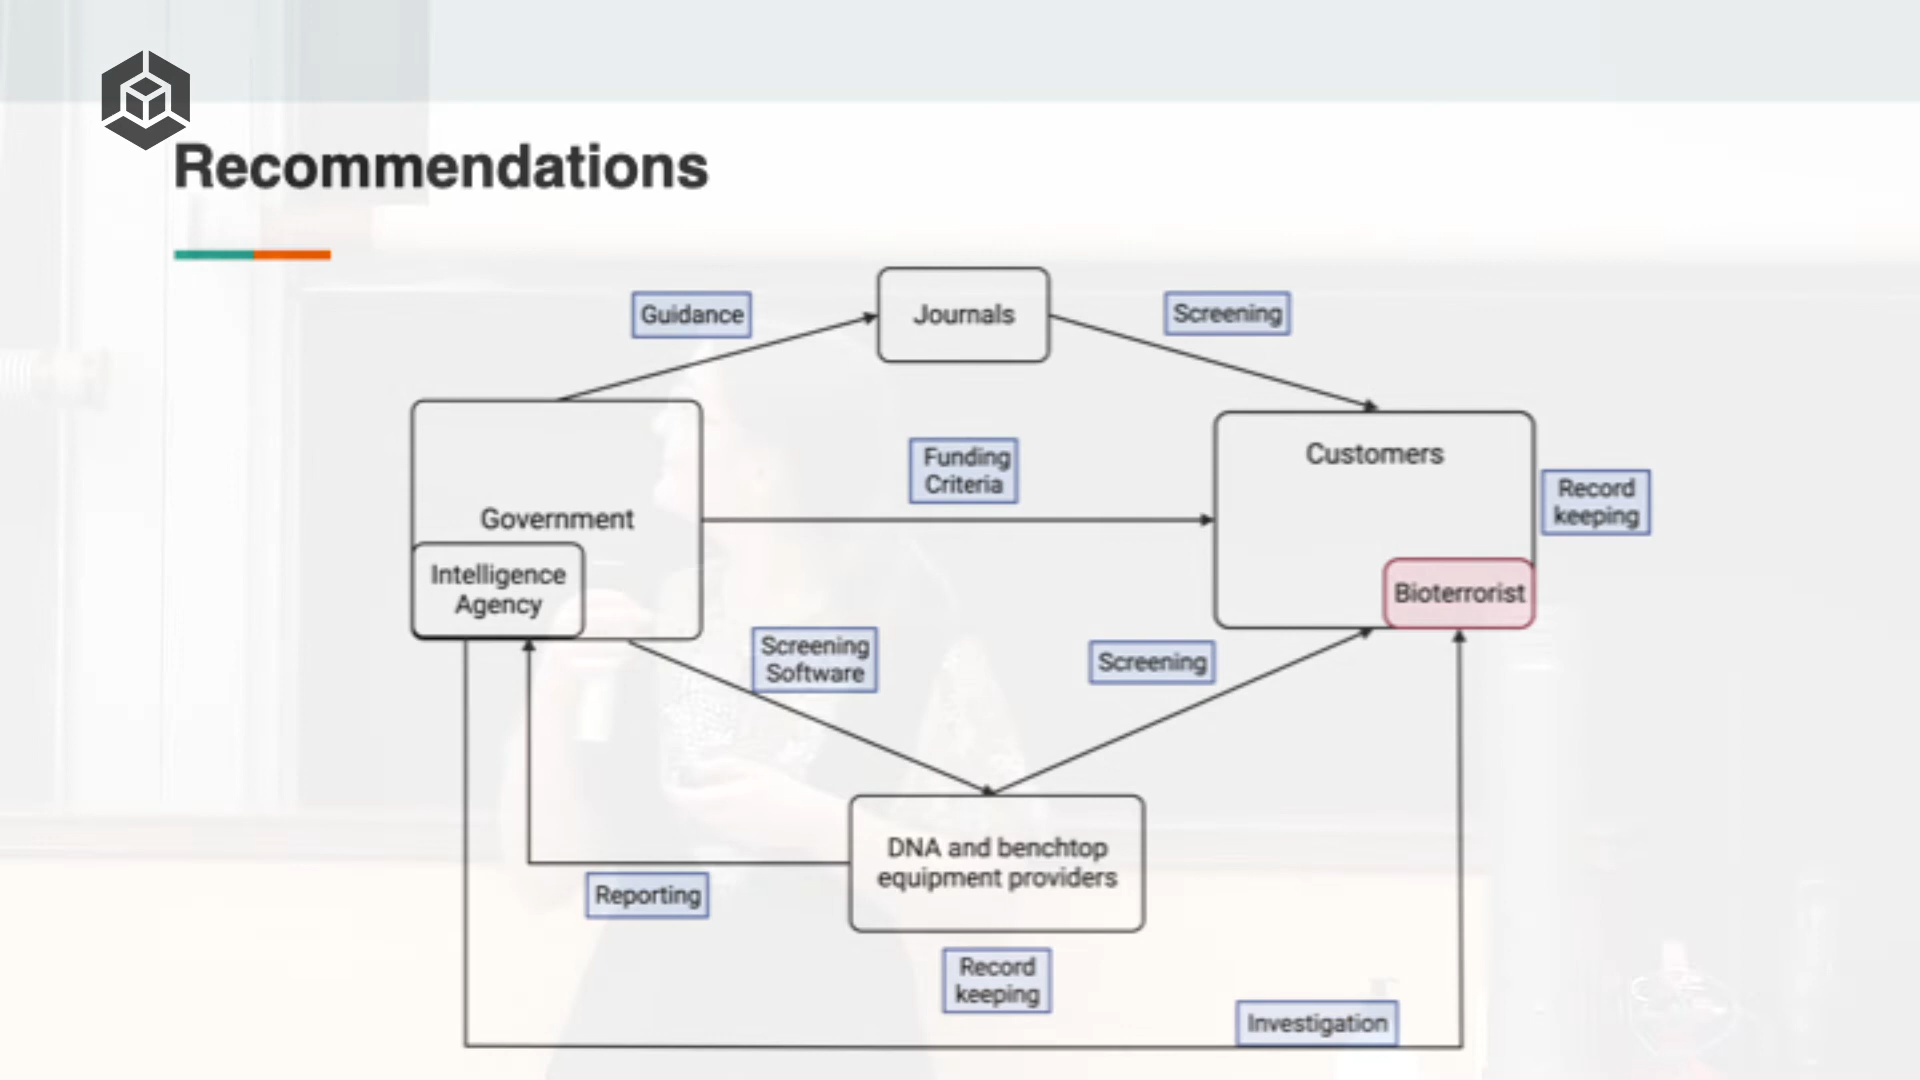 Recommendations
Guidance
Journals
Screening
Funding
Criteria
Customers
Record
keeping
Government
Intelligence
Agency
Bioterrorist
Screening
Software
Screening
DNA and benchtop
equipment providers
Reporting
Record
keeping
Investigation